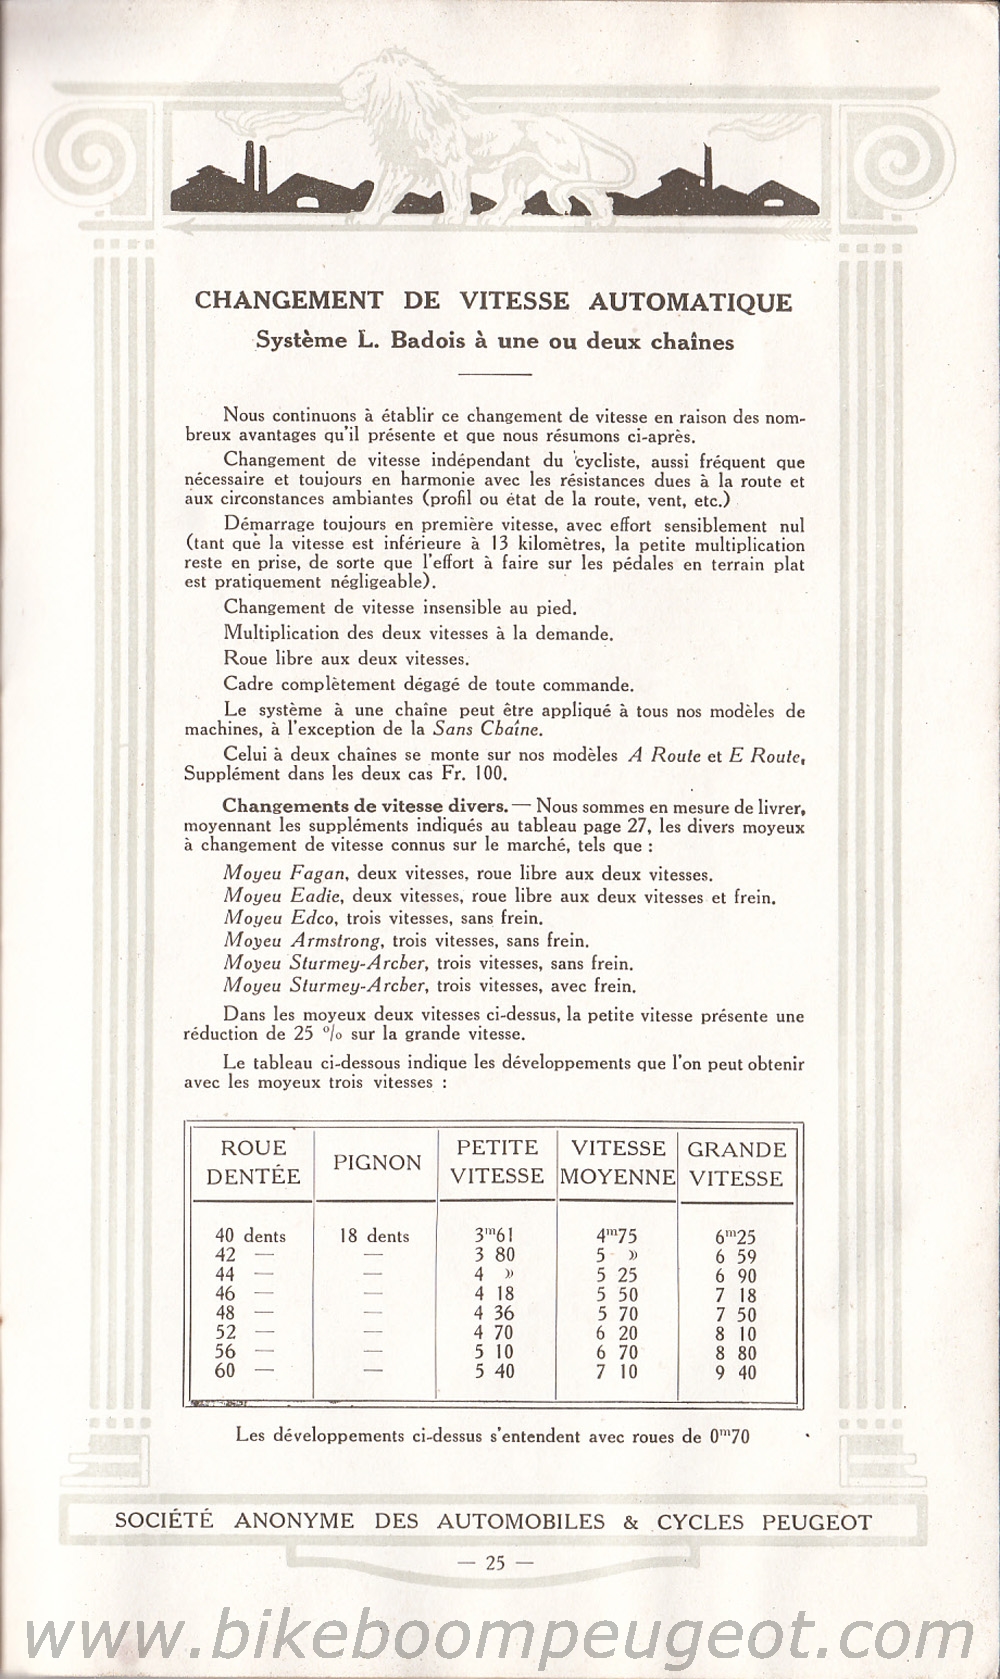 CHANGEMENT DE VITESSE AUTOMATIQUE
Système L. Badois à une ou deux chaînes
Nous continuons à établir ce changement de vitesse en raison des nom-
breux avantages qu'il présente et que nous résumons ci-après.
Changement de vitesse indépendant du cycliste, aussi fréquent que
nécessaire et toujours en harmonie avec les résistances dues à la route et
aux circonstances ambiantes (profil ou état de la route, vent, etc.)
Démarrage toujours en première vitesse, avec effort sensiblement nul
(tant que la vitesse est inférieure à 13 kilomètres, la petite multiplication
reste en prise, de sorte que l'effort à faire sur les pédales en terrain plat
est pratiquement négligeable).
Changement de vitesse insensible au pied.
Multiplication des deux vitesses à la demande.
Roue libre aux deux vitesses.
Cadre complètement dégagé de toute commande.
Le système à une chaîne peut être appliqué à tous nos modèles de
machines, à l'exception de la Sans Chaîne.
Celui à deux chaînes se monte sur nos modèles A Route et E Route,
Supplément dans les deux cas Fr. 100.
Changements de vitesse divers. — Nous sommes en mesure de livrer,
moyennant les suppléments indiqués au tableau page 27, les divers moyeux
à changement de vitesse connus sur le marché, tels que :
Moyeu Fagan, deux vitesses, roue libre aux deux vitesses.
Moyeu Eadie, deux vitesses, roue libre aux deux vitesses et frein.
Moyeu Edco, trois vitesses, sans frein.
Moyeu Armstrong, trois vitesses, sans frein.
Moyeu Sturmey-Archer, trois vitesses, sans frein.
Moyeu Sturmey-Archer, trois vitesses, avec frein.
Dans les moyeux deux vitesses ci-dessus, la petite vitesse présente une
réduction de 25 % sur la grande vitesse.
Le tableau ci-dessous indique les développements que l'on peut obtenir
avec les moyeux trois vitesses :
ROUE DENTÉE PIGNON PETITE VITESSE VITESSE MOYENNE GRANDE VITESSE
40 dents 18 dents 3m61 4m75 6m25
42 — — 3 80 5 » 6 59
44 — — 4 » 5 25 6 90
46 — — 4 18 5 50 7 18
48 — — 4 36 5 70 7 50
52 — — 4 70 6 20 8 10
56 — — 5 10 6 70 8 80
60 — — 5 40 7 10 9 40
Les développements ci-dessus s'entendent avec roues de 0m70
SOCIÉTÉ ANONYME DES AUTOMOBILES & CYCLES PEUGEOT
— 25 —
www.bikeboompeugeot.com